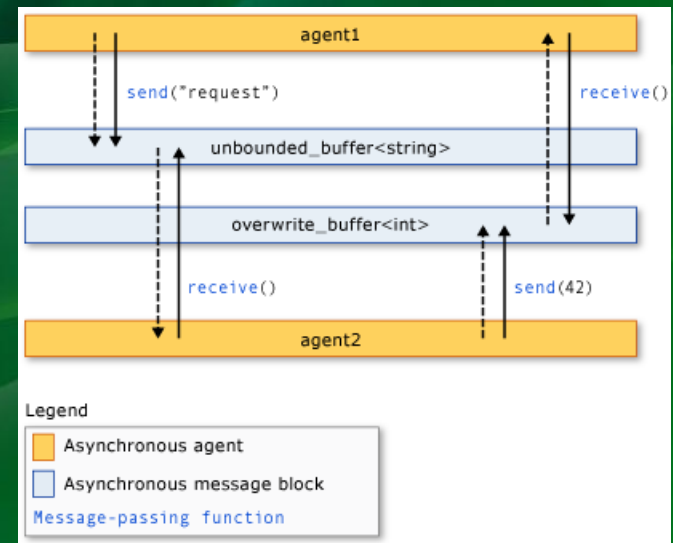 agent1
send("request")
receive()
unbounded_buffer<string>
overwrite_buffer<int>
receive()
send(42)
agent2
Legend
Asynchronous agent
Asynchronous message block
Message-passing function